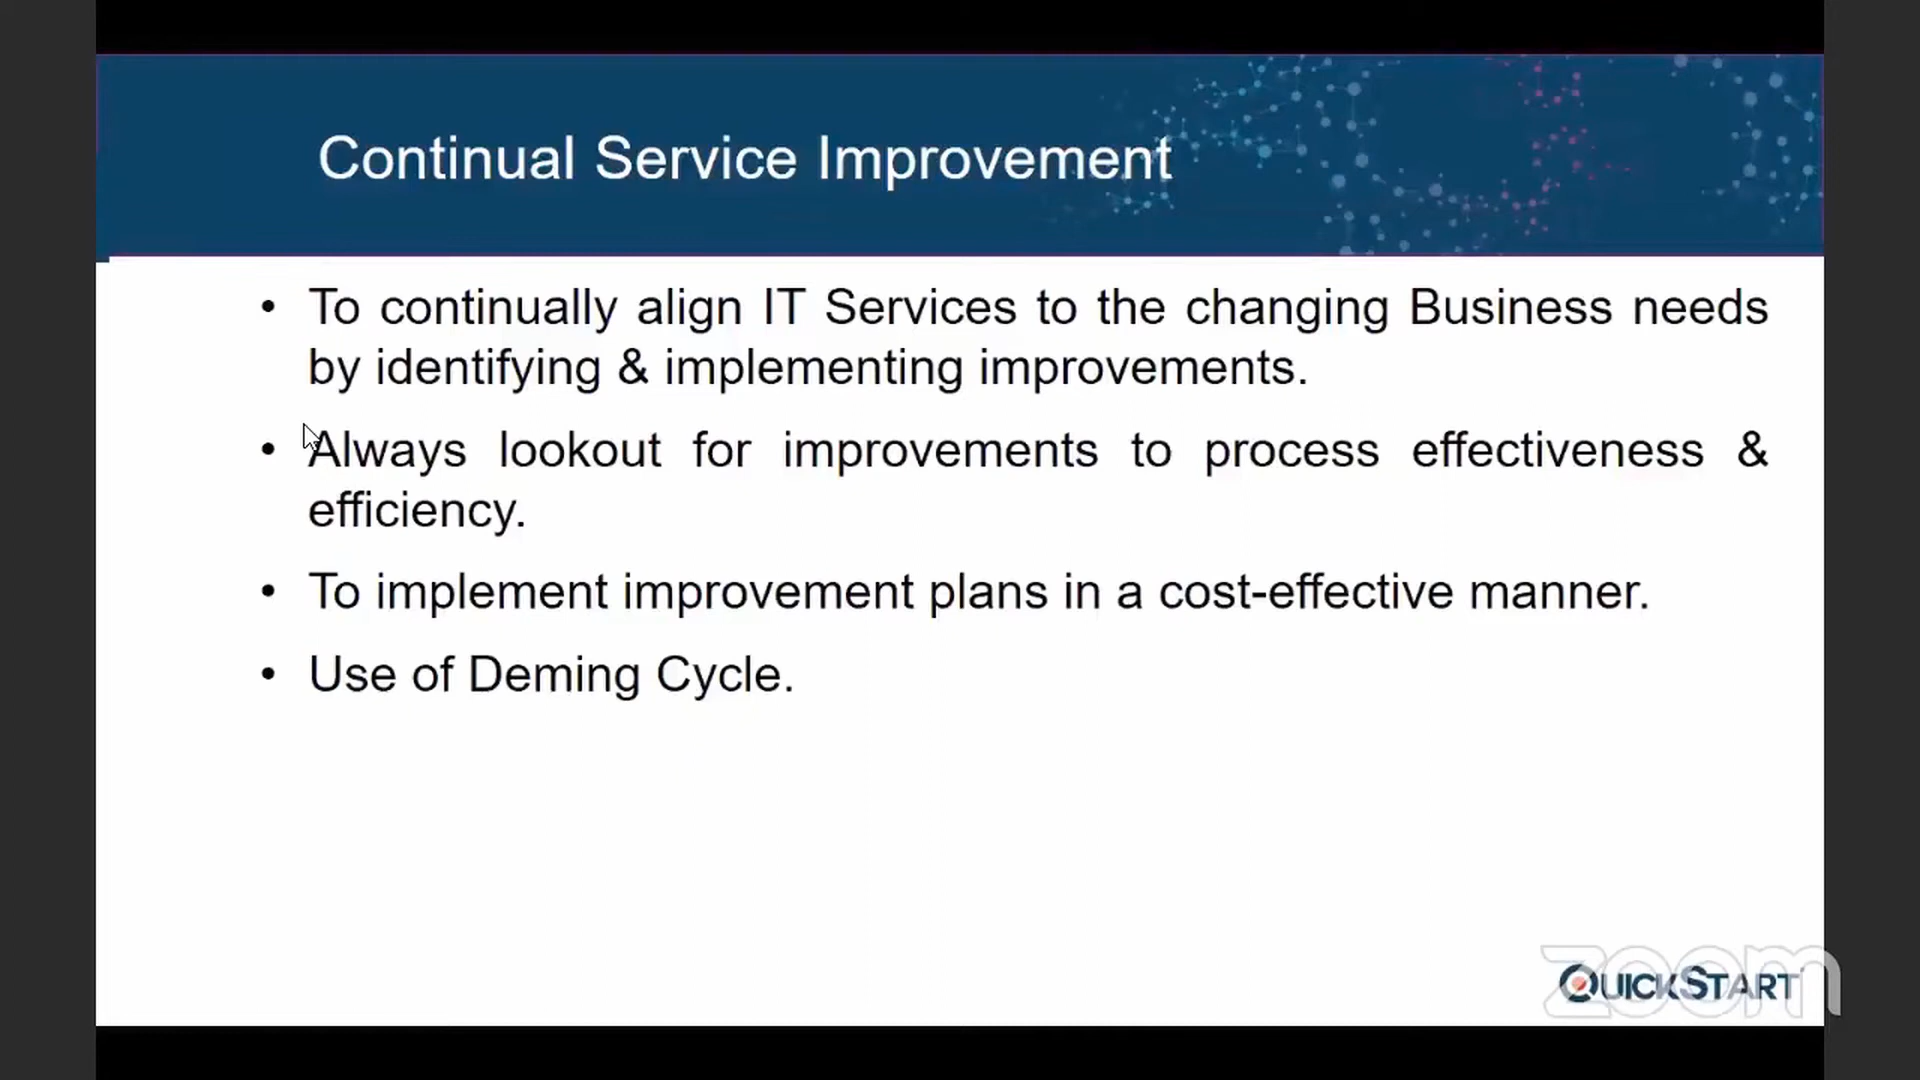 Continual Service Improvement
• To continually align IT Services to the changing Business needs
by identifying & implementing improvements.
• Always lookout for improvements to process effectiveness &
efficiency.
• To implement improvement plans in a cost-effective manner.
• Use of Deming Cycle.
QUICKSTART
zoom